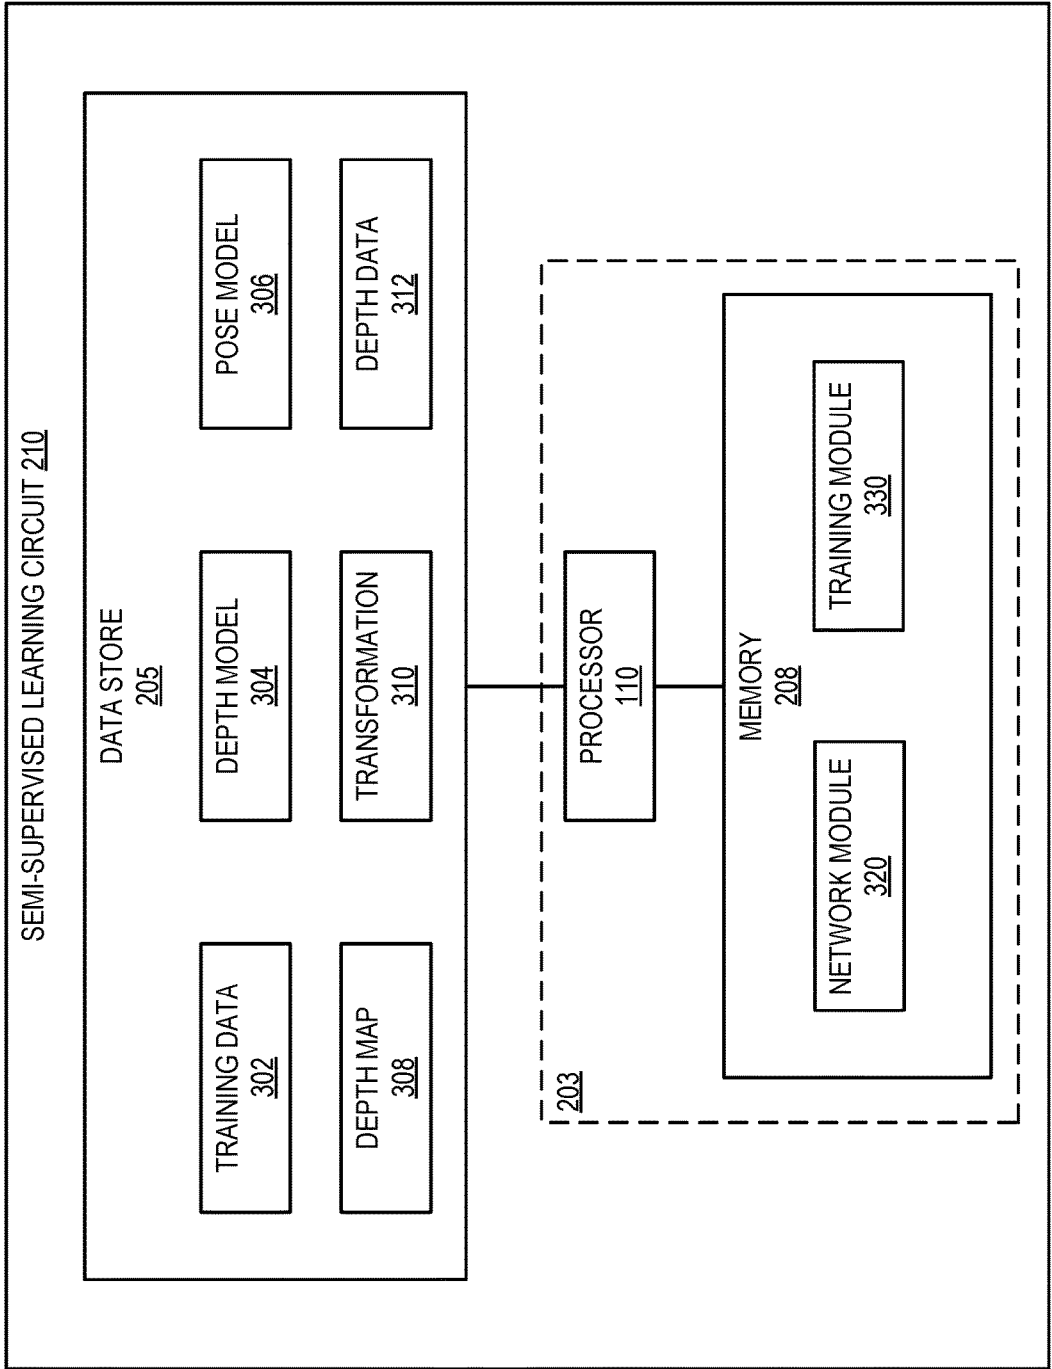 SEMI-SUPERVISED LEARNING CIRCUIT 210
DATA STORE
205
TRAINING DATA
302
DEPTH MODEL
304
POSE MODEL
306
DEPTH MAP
308
TRANSFORMATION
310
DEPTH DATA
312
203
PROCESSOR
110
MEMORY
208
NETWORK MODULE
320
TRAINING MODULE
330